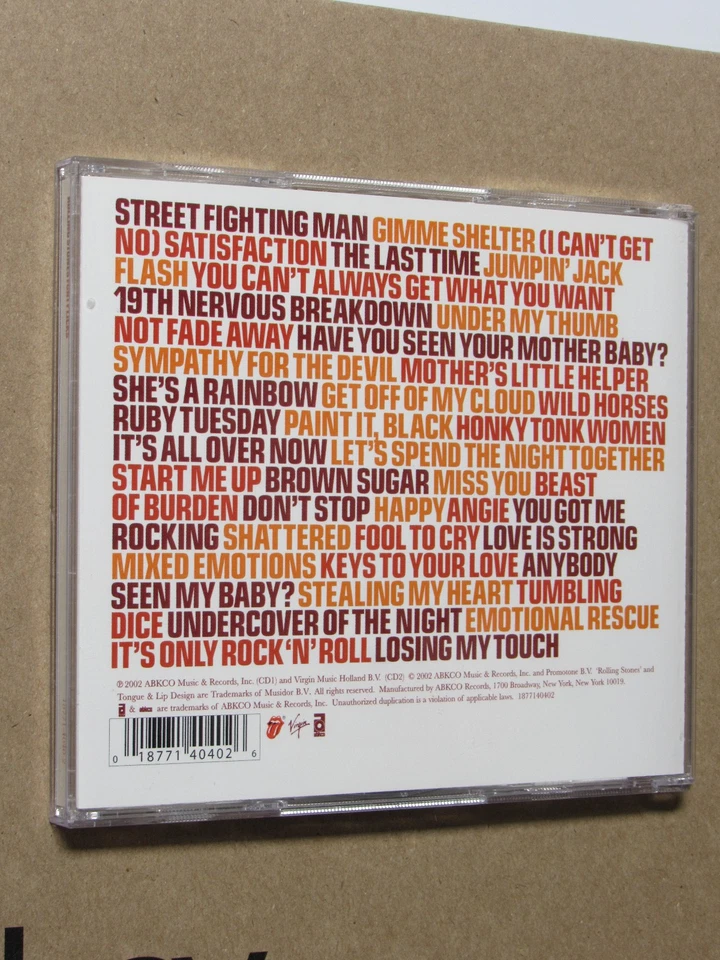 STREET FIGHTING MAN GIMME SHELTER (I CAN'T GET
NO) SATISFACTION THE LAST TIME JUMPIN' JACK
FLASH YOU CAN'T ALWAYS GET WHAT YOU WANT
19TH NERVOUS BREAKDOWN UNDER MY THUMB
NOT FADE AWAY HAVE YOU SEEN YOUR MOTHER BABY?
SYMPATHY FOR THE DEVIL MOTHER'S LITTLE HELPER
SHE'S A RAINBOW GET OFF OF MY CLOUD WILD HORSES
RUBY TUESDAY PAINT IT, BLACK HONKY TONK WOMEN
IT'S ALL OVER NOW LET'S SPEND THE NIGHT TOGETHER
START ME UP BROWN SUGAR MISS YOU BEAST
OF BURDEN DON'T STOP HAPPY ANGIE YOU GOT ME
ROCKING SHATTERED FOOL TO CRY LOVE IS STRONG
MIXED EMOTIONS KEYS TO YOUR LOVE ANYBODY
SEEN MY BABY? STEALING MY HEART TUMBLING
DICE UNDERCOVER OF THE NIGHT EMOTIONAL RESCUE
IT'S ONLY ROCK 'N' ROLL LOSING MY TOUCH
℗ 2002 ABKCO Music & Records, Inc. (CD1) and Virgin Music Holland B.V. (CD2) © 2002 ABKCO Music & Records, Inc. and Promotone B.V. 'Rolling Stones' and
Tongue & Lip Design are Trademarks of Musidor B.V. All rights reserved. Manufactured by ABKCO Records, 1700 Broadway, New York, New York 10019.
& abkco are trademarks of ABKCO Music & Records, Inc. Unauthorized duplication is a violation of applicable laws. 1877140402
Virgin
0 18771 40402 6